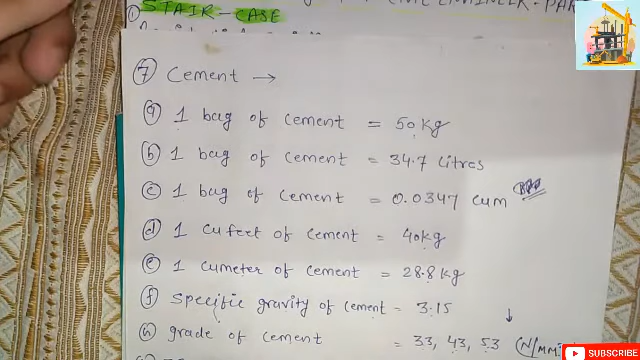 ① STAIR-CASE
⑦ Cement →
ⓐ 1 bag of cement = 50 kg
ⓑ 1 bag of cement = 34.7 Litres
ⓒ 1 bag of cement = 0.0347 cum
ⓓ 1 cu feet of cement = 40 kg
ⓔ 1 cumeter of cement = 28.8 kg
ⓕ specific gravity of cement = 3.15
ⓗ grade of cement = 33, 43, 53
SUBSCRIBE